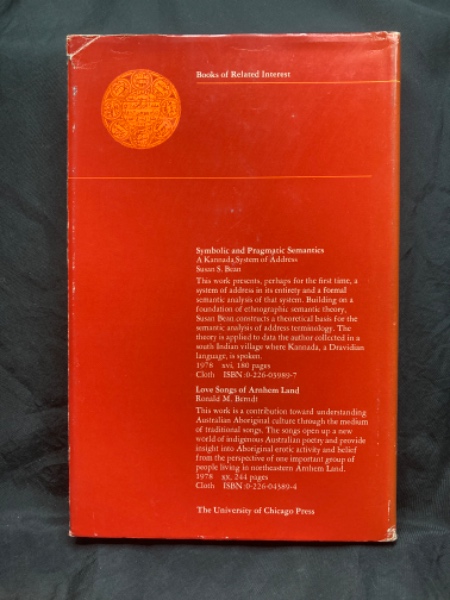 Books of Related Interest
Symbolic and Pragmatic Semantics
A Kannada System of Address
Susan S. Bean
This work presents, perhaps for the first time, a
system of address in its entirety and a formal
semantic analysis of that system. Building on a
foundation of ethnographic semantic theory,
Susan Bean constructs a theoretical basis for the
semantic analysis of address terminology. The
theory is applied to data the author collected in a
south Indian village where Kannada, a Dravidian
language, is spoken.
1978 xvi, 180 pages
Cloth ISBN:0-226-03989-7
Love Songs of Arnhem Land
Ronald M. Berndt
This work is a contribution toward understanding
Australian Aboriginal culture through the medium
of traditional songs. The songs open up a new
world of indigenous Australian poetry and provide
insight into Aboriginal erotic activity and belief
from the perspective of one important group of
people living in northeastern Arnhem Land.
1978 xx, 244 pages
Cloth ISBN:0-226-04389-4
The University of Chicago Press